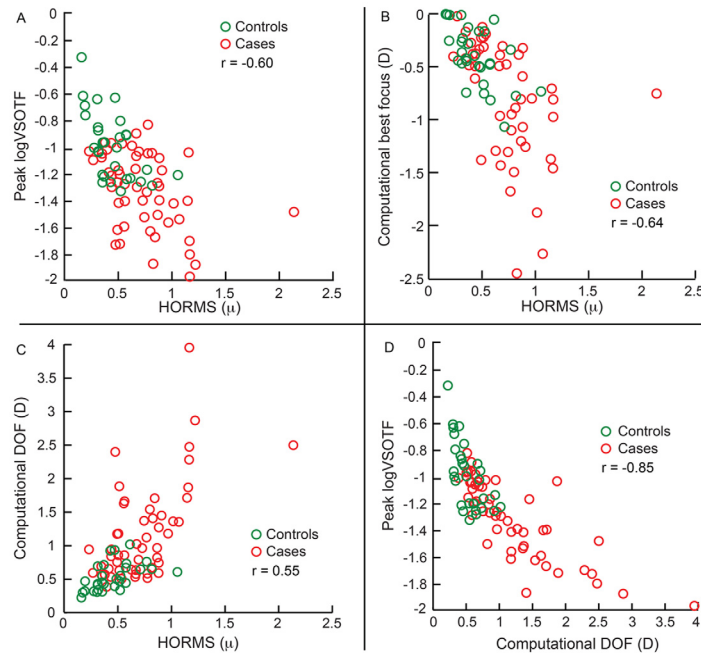 A
Controls
Cases
r = -0.60
Peak logVSOTF
0
-0.2
-0.4
-0.6
-0.8
-1
-1.2
-1.4
-1.6
-1.8
-2
0 0.5 1 1.5 2 2.5
HORMS (μ)
B
Computational best focus (D)
0
-0.5
-1
-1.5
-2
-2.5
Controls
Cases
r = -0.64
0 0.5 1 1.5 2 2.5
HORMS (μ)
C
Computational DOF (D)
4
3.5
3
2.5
2
1.5
1
0.5
0
Controls
Cases
r = 0.55
0 0.5 1 1.5 2 2.5
HORMS (μ)
D
Peak logVSOTF
0
-0.2
-0.4
-0.6
-0.8
-1
-1.2
-1.4
-1.6
-1.8
-2
Controls
Cases
r = -0.85
0 0.5 1 1.5 2 2.5 3 3.5 4
Computational DOF (D)